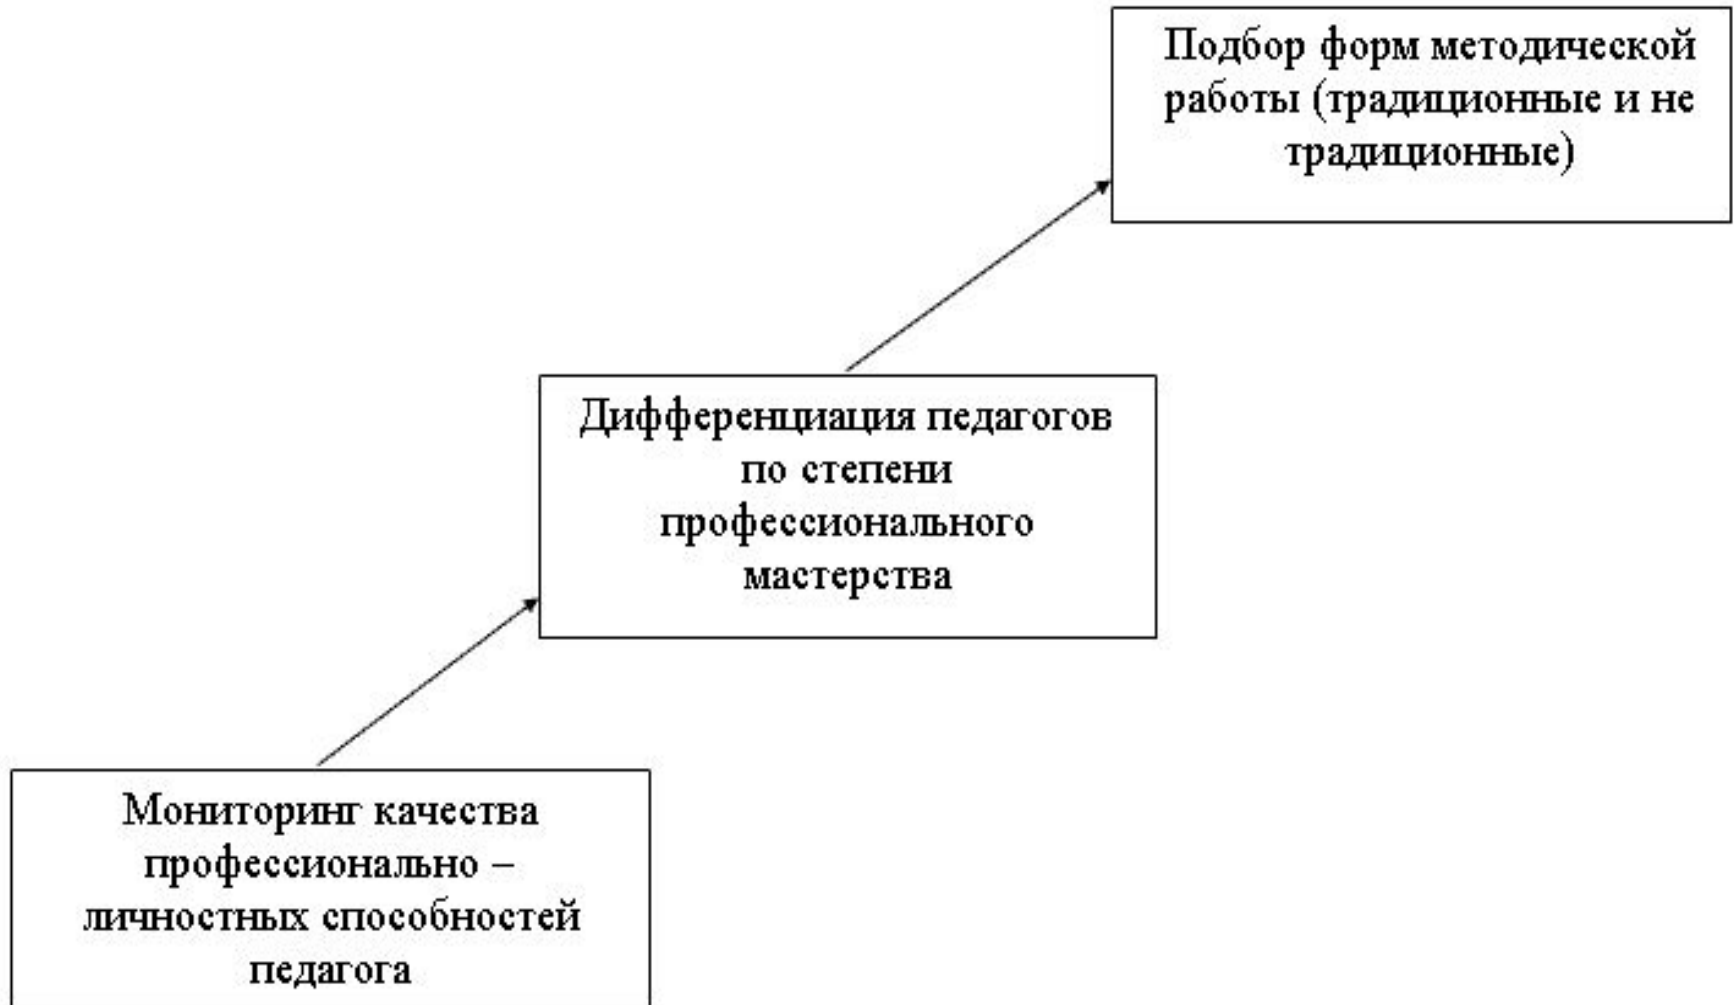 Подбор форм методической
работы (традиционные и не
традиционные)
Дифференциация педагогов
по степени
профессионального
мастерства
Мониторинг качества
профессионально –
личностных способностей
педагога